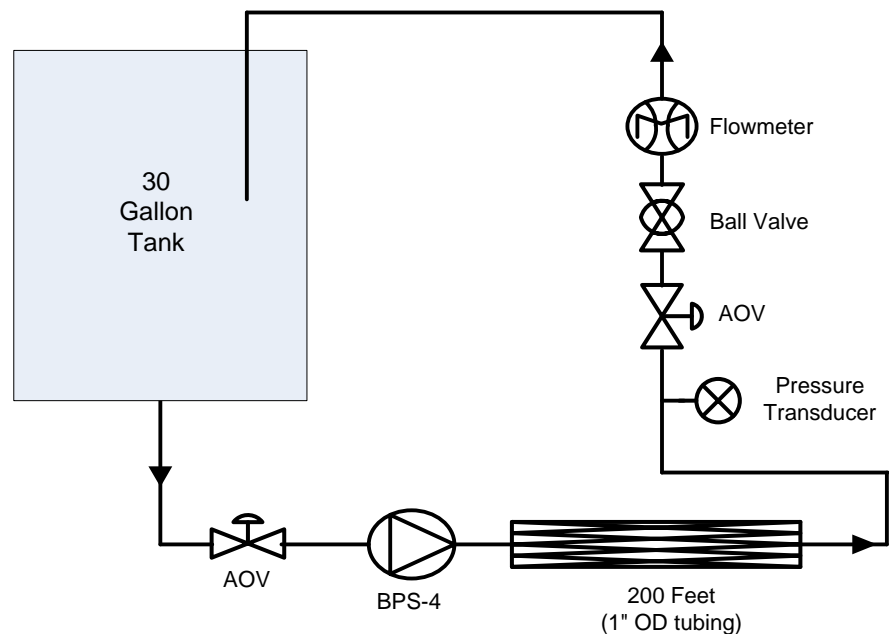 30
Gallon
Tank
Flowmeter
Ball Valve
AOV
Pressure
Transducer
AOV
BPS-4
200 Feet
(1" OD tubing)